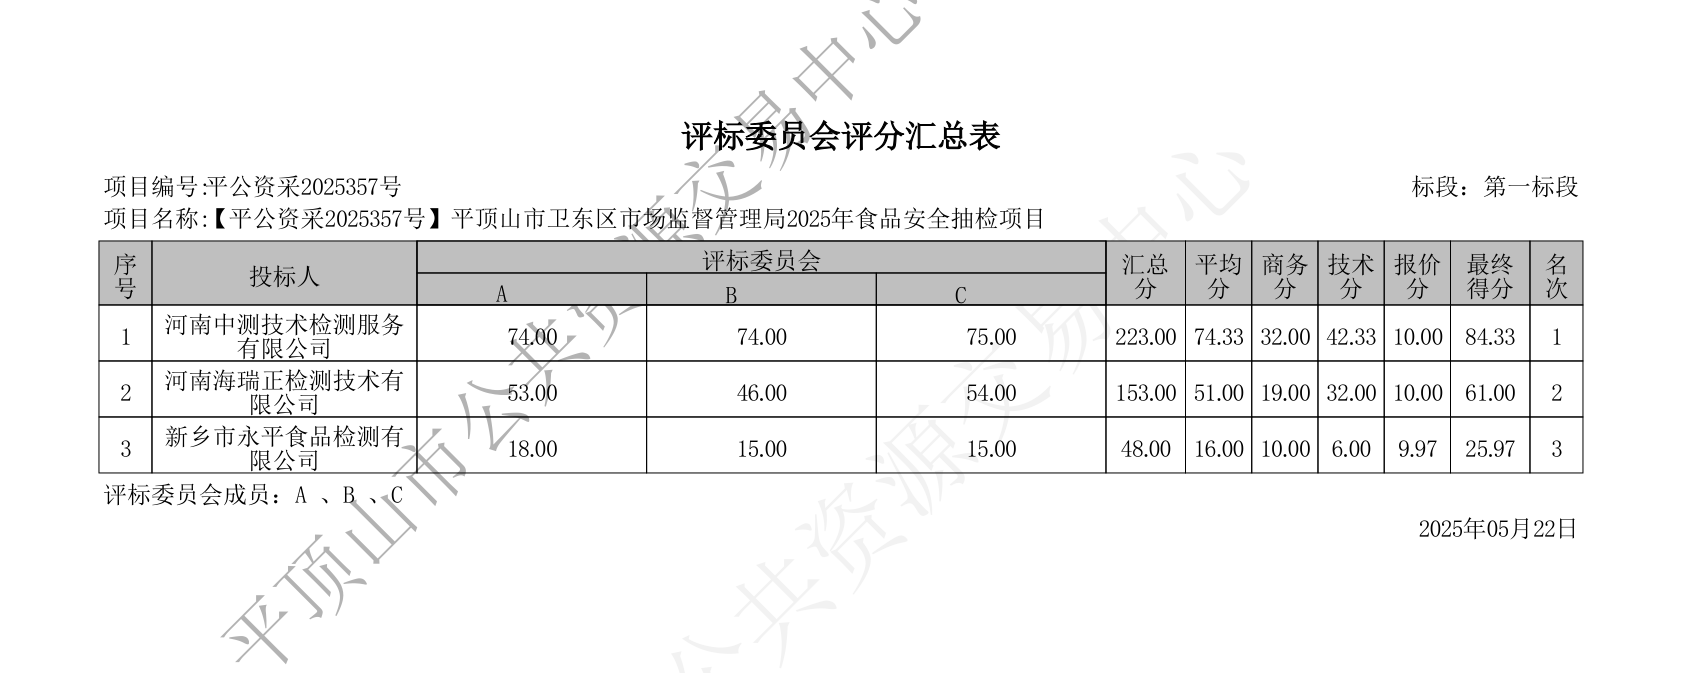 评标委员会评分汇总表
项目编号:平公资采2025357号 标段：第一标段
项目名称:【平公资采2025357号】平顶山市卫东区市场监督管理局2025年食品安全抽检项目
序号 投标人 评标委员会 汇总分 平均分 商务分 技术分 报价分 最终得分 名次
A B C
1 河南中测技术检测服务有限公司 74.00 74.00 75.00 223.00 74.33 32.00 42.33 10.00 84.33 1
2 河南海瑞正检测技术有限公司 53.00 46.00 54.00 153.00 51.00 19.00 32.00 10.00 61.00 2
3 新乡市永平食品检测有限公司 18.00 15.00 15.00 48.00 16.00 10.00 6.00 9.97 25.97 3
评标委员会成员：A 、B 、C
2025年05月22日
平顶山市公共资源交易中心
公共资源交易中心